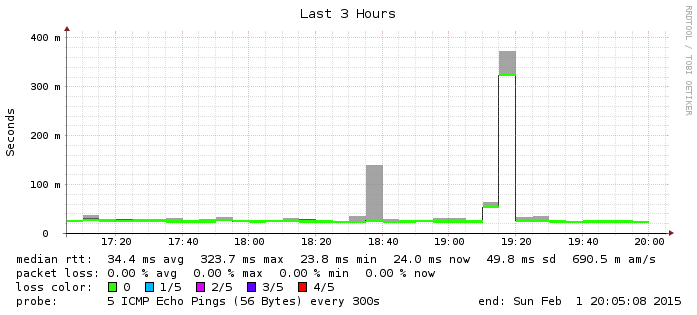 Last 3 Hours
RRDTOOL / TOBI OETIKER
Seconds
400 m
300 m
200 m
100 m
0
17:20 17:40 18:00 18:20 18:40 19:00 19:20 19:40 20:00
median rtt: 34.4 ms avg 323.7 ms max 23.8 ms min 24.0 ms now 49.8 ms sd 690.5 m am/s
packet loss: 0.00 % avg 0.00 % max 0.00 % min 0.00 % now
loss color: 0 1/5 2/5 3/5 4/5
probe: 5 ICMP Echo Pings (56 Bytes) every 300s end: Sun Feb 1 20:05:08 2015